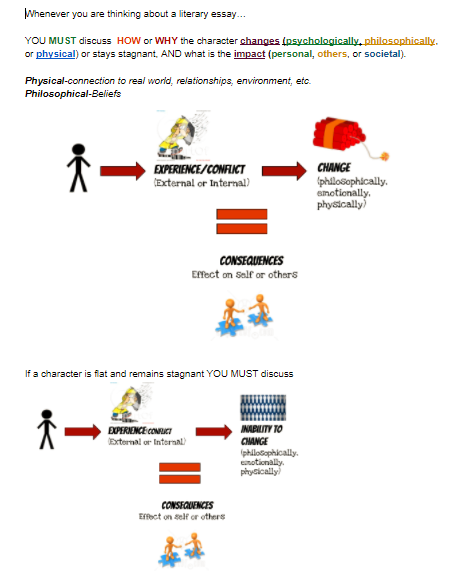 Whenever you are thinking about a literary essay…
YOU MUST discuss HOW or WHY the character changes (psychologically, philosophically,
or physical) or stays stagnant, AND what is the impact (personal, others, or societal).
Physical-connection to real world, relationships, environment, etc.
Philosophical-Beliefs
EXPERIENCE/CONFLICT
(External or Internal)
CHANGE
(philosophically,
emotionally,
physically)
CONSEQUENCES
Effect on self or others
If a character is flat and remains stagnant YOU MUST discuss
EXPERIENCE/CONFLICT
(External or Internal)
INABILITY TO
CHANGE
(philosophically,
emotionally,
physically)
CONSEQUENCES
Effect on self or others